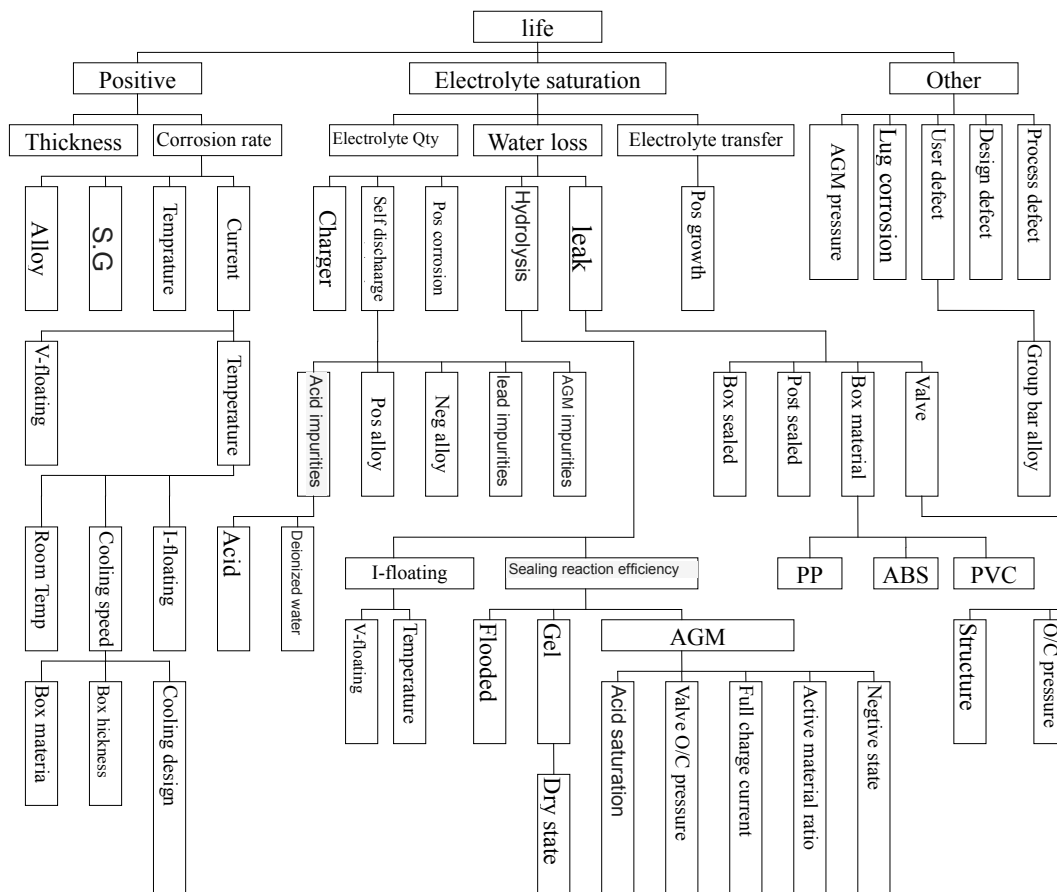 life
Positive
Electrolyte saturation
Other
Thickness
Corrosion rate
Electrolyte Qty
Water loss
Electrolyte transfer
Alloy
S.G
Temprature
Current
Charger
Self dischaarge
Pos corrosion
Hydrolysis
leak
Pos growth
AGM pressure
Lug corrosion
User defect
Design defect
Process defect
V-floating
Temperature
Acid impurities
Pos alloy
Neg alloy
lead impurities
AGM impurities
Box sealed
Post sealed
Box material
Valve
Group bar alloy
Room Temp
Cooling speed
I-floating
Acid
Deionized water
I-floating
Sealing reaction efficiency
PP
ABS
PVC
V-floating
Temperature
Flooded
Gel
AGM
Structure
O/C pressure
Box materia
Box hickness
Cooling design
Dry state
Acid saturation
Valve O/C pressure
Full charge current
Active material ratio
Negtive state